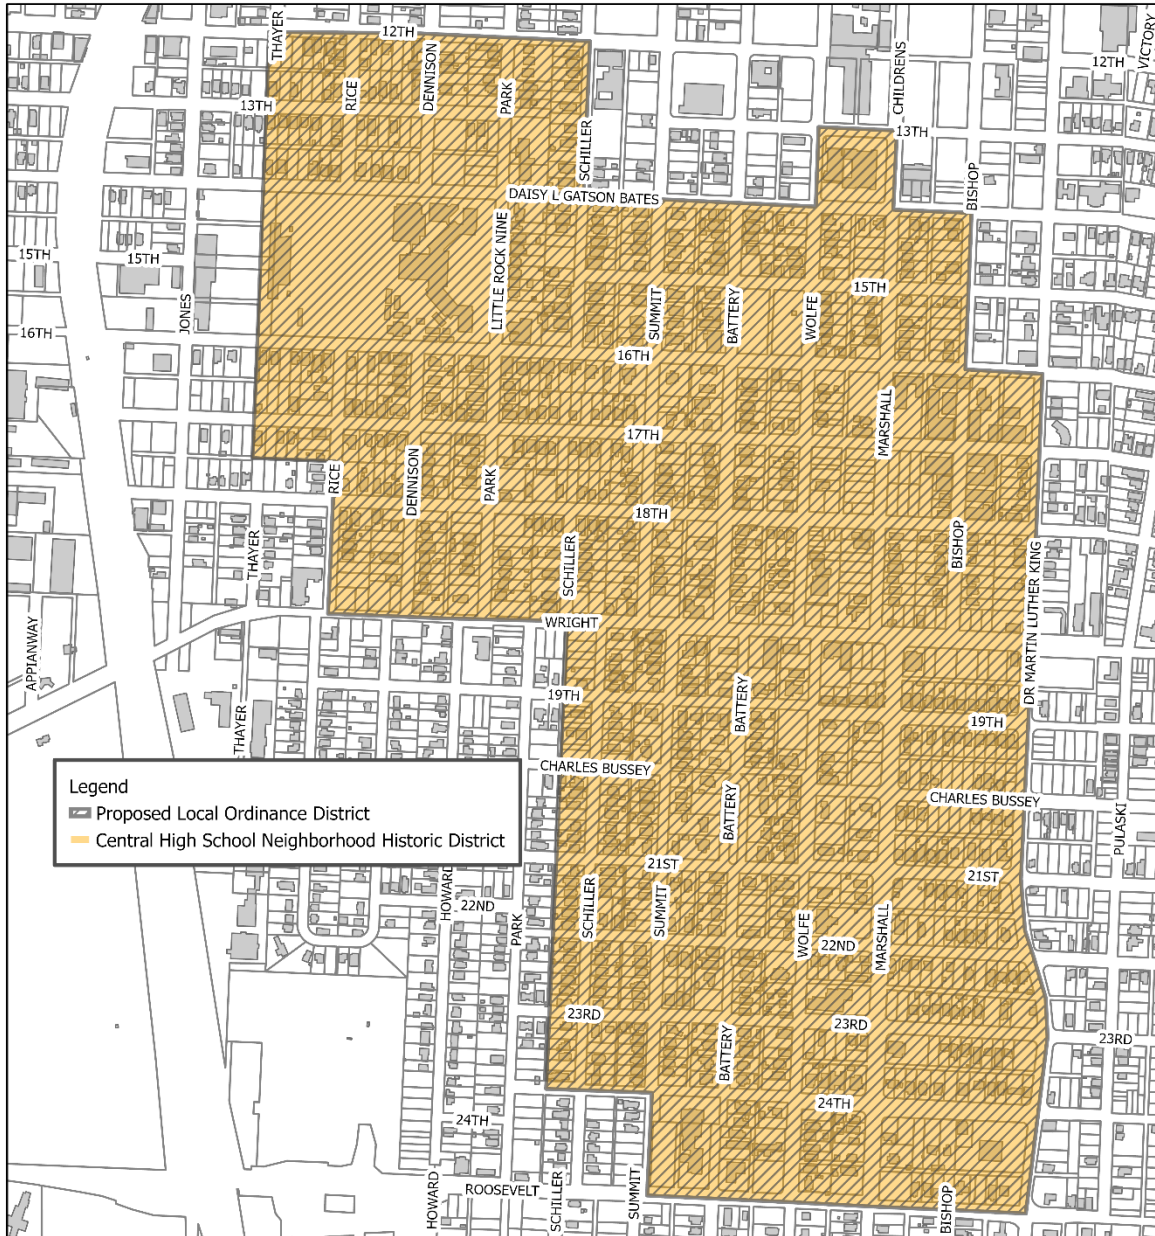 THAYER
12TH
DENNISON
RICE
PARK
13TH
SCHILLER
CHILDRENS
VICTORY
12TH
13TH
BISHOP
DAISY L GATSON BATES
LITTLE ROCK NINE
15TH
15TH
JONES
16TH
SUMMIT
BATTERY
WOLFE
15TH
16TH
MARSHALL
17TH
RICE
DENNISON
PARK
18TH
THAYER
SCHILLER
BISHOP
WRIGHT
DR MARTIN LUTHER KING
APPIANWAY
THAYER
19TH
BATTERY
19TH
CHARLES BUSSEY
BATTERY
CHARLES BUSSEY
PULASKI
Legend
Proposed Local Ordinance District
Central High School Neighborhood Historic District
21ST
21ST
HOWARD
22ND
PARK
SCHILLER
SUMMIT
WOLFE
22ND
MARSHALL
23RD
23RD
23RD
BATTERY
24TH
24TH
HOWARD
ROOSEVELT
SCHILLER
SUMMIT
BISHOP